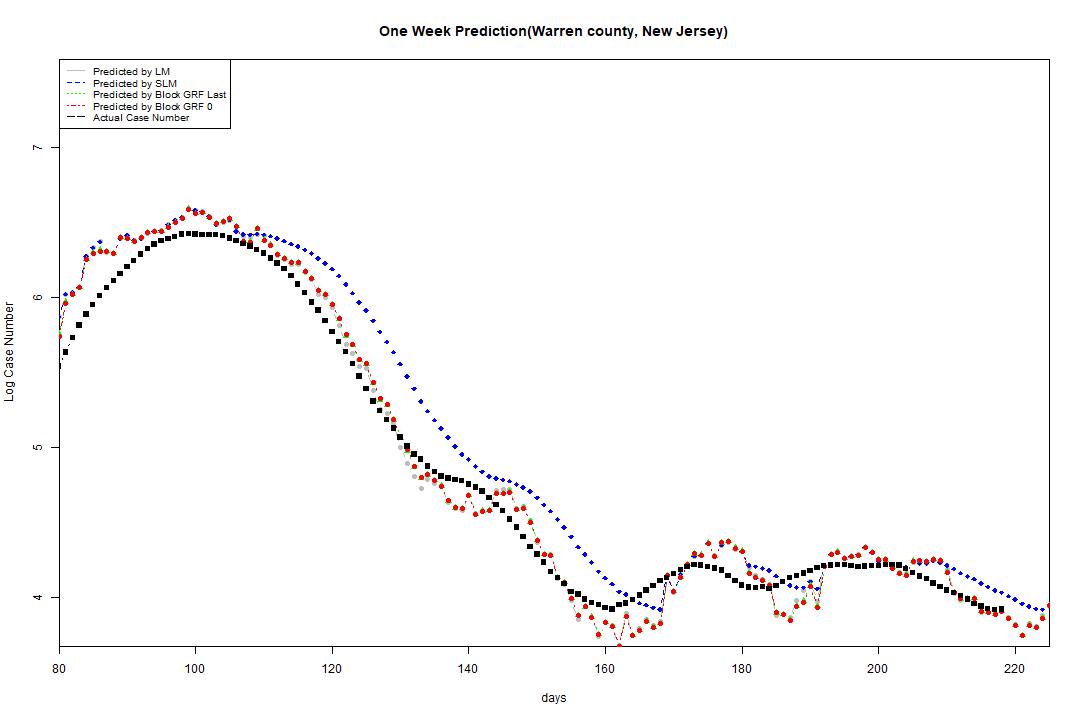 One Week Prediction(Warren county, New Jersey)
Predicted by LM
Predicted by SLM
Predicted by Block GRF Last
Predicted by Block GRF 0
Actual Case Number
7
6
5
4
Log Case Number
80 100 120 140 160 180 200 220
days